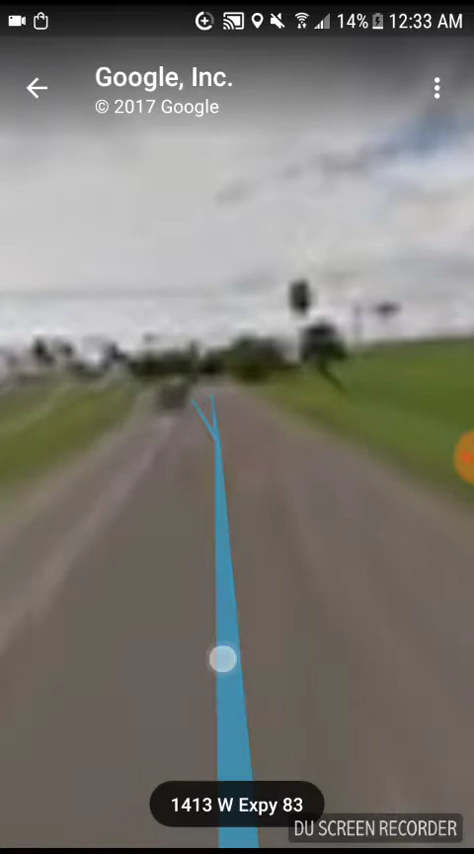 14% 12:33 AM
Google, Inc.
© 2017 Google
1413 W Expy 83
DU SCREEN RECORDER